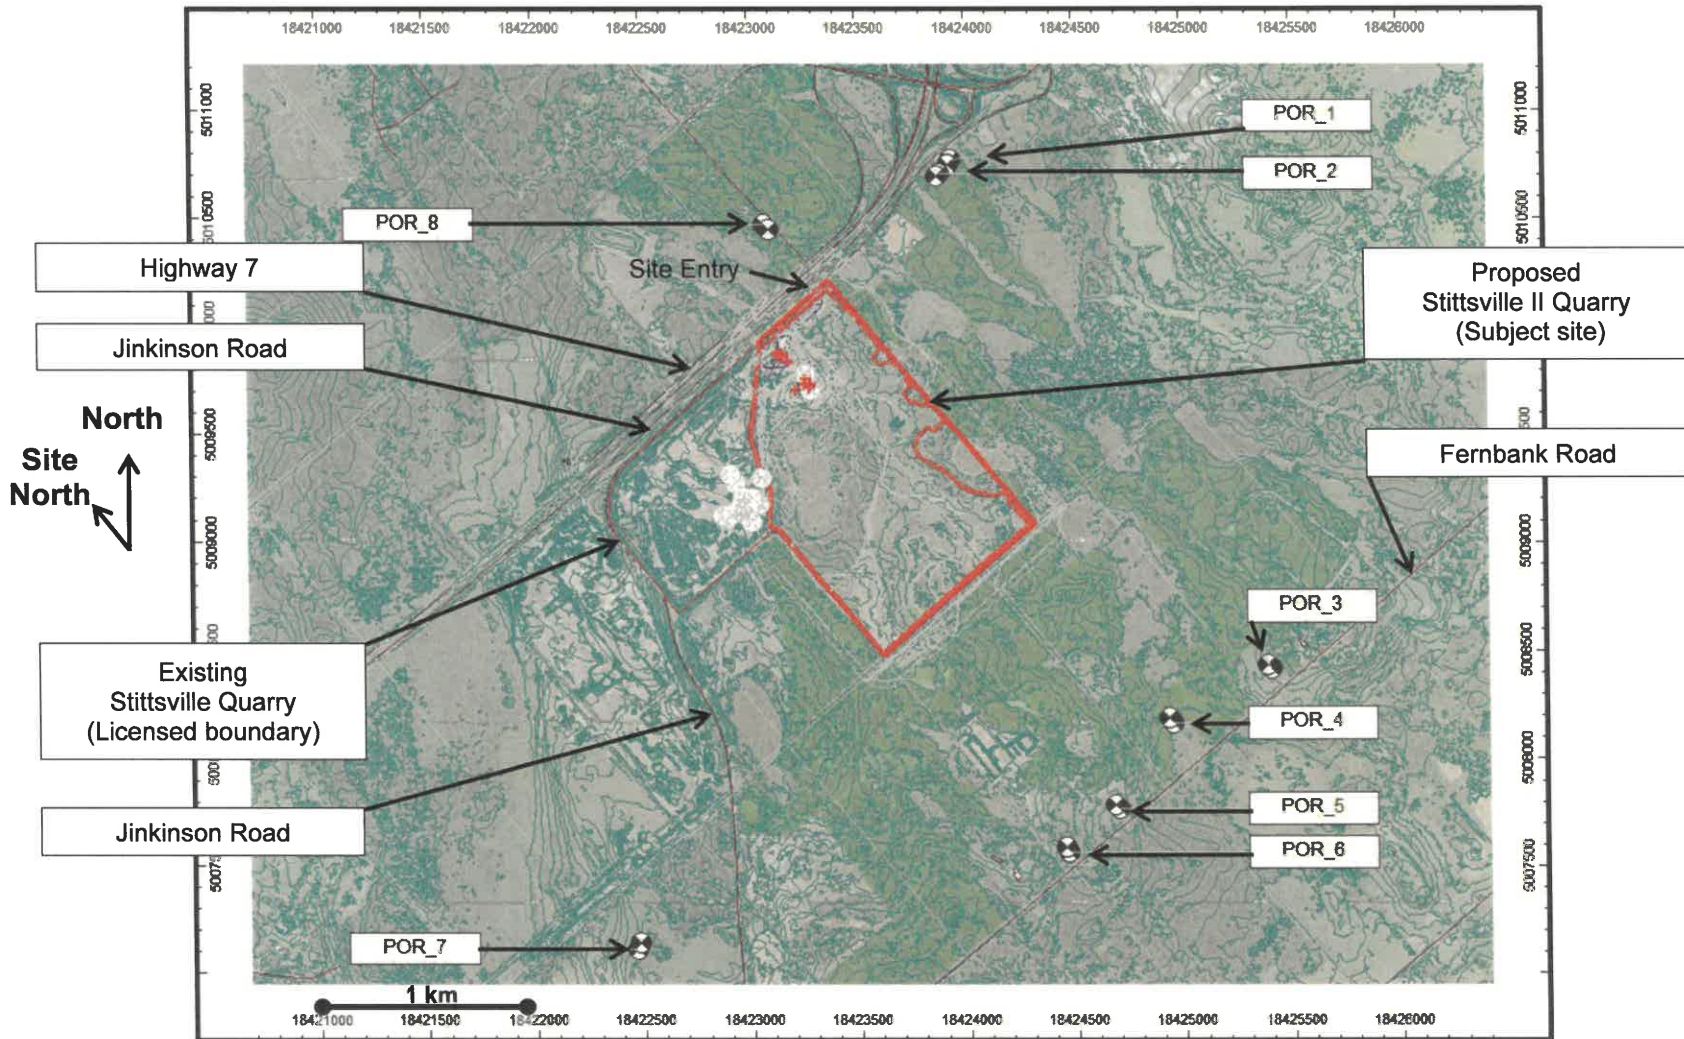 18421000 18421500 18422000 18422500 18423000 18423500 18424000 18424500 18425000 18425500 18426000
5011000
5011000
POR_1
POR_2
5010500
5010500
POR_8
Highway 7
Site Entry
Proposed
Stittsville II Quarry
(Subject site)
Jinkinson Road
North
Site
North
5009500
Fernbank Road
5009000
5009000
POR_3
5008500
Existing
Stittsville Quarry
(Licensed boundary)
POR_4
5008000
Jinkinson Road
POR_5
POR_6
5007500
POR_7
1 km
18421000 18421500 18422000 18422500 18423000 18423500 18424000 18424500 18425000 18425500 18426000